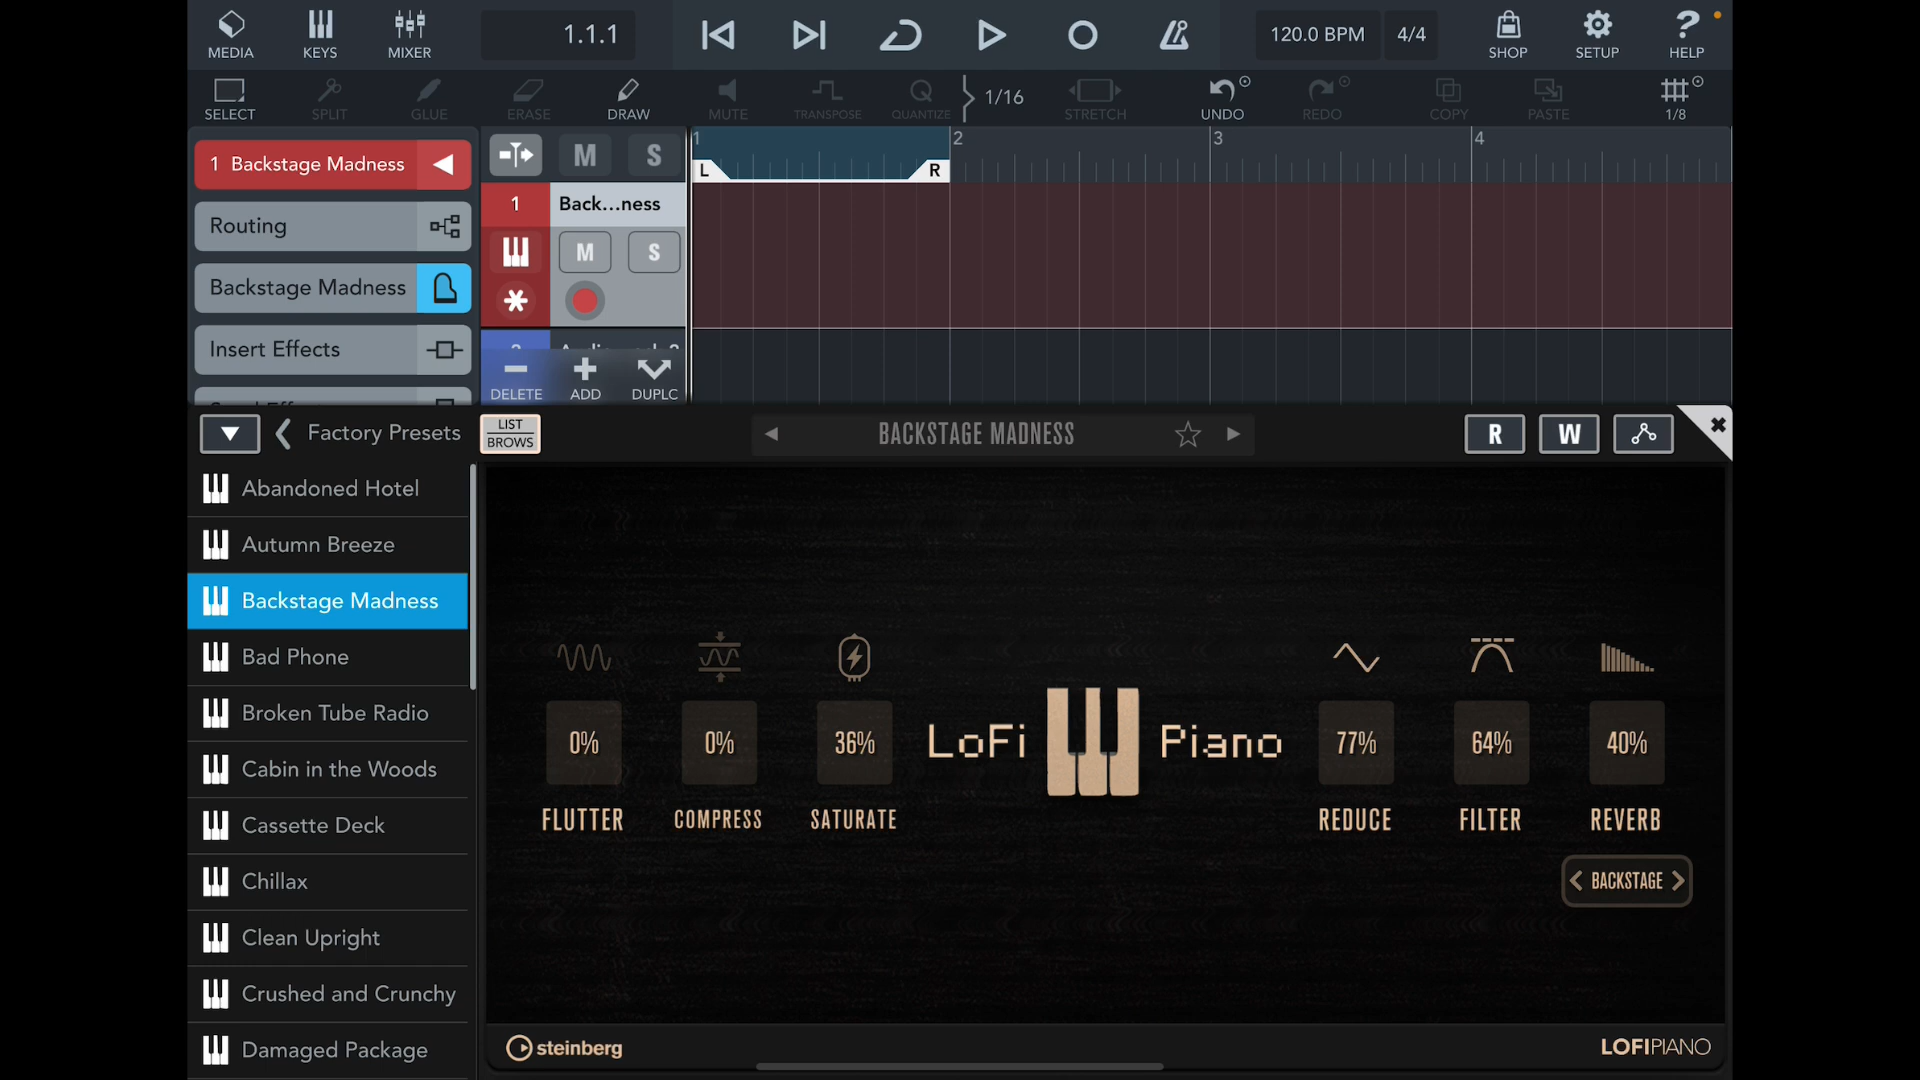 MEDIA KEYS MIXER 1.1.1 120.0 BPM 4/4 SHOP SETUP ? HELP
SELECT SPLIT GLUE ERASE DRAW MUTE TRANSPOSE QUANTIZE 1/16 STRETCH UNDO REDO COPY PASTE 1/8
1 Backstage Madness
Routing
Backstage Madness
Insert Effects
M S
1 Back...ness
M S
DELETE ADD DUPLC
1 2 3 4
L R
Factory Presets
LIST
BROWS
BACKSTAGE MADNESS
R W
Abandoned Hotel
Autumn Breeze
Backstage Madness
Bad Phone
Broken Tube Radio
Cabin in the Woods
Cassette Deck
Chillax
Clean Upright
Crushed and Crunchy
Damaged Package
0% 0% 36% LoFi Piano 77% 64% 40%
FLUTTER COMPRESS SATURATE REDUCE FILTER REVERB
BACKSTAGE
steinberg
LOFIPIANO